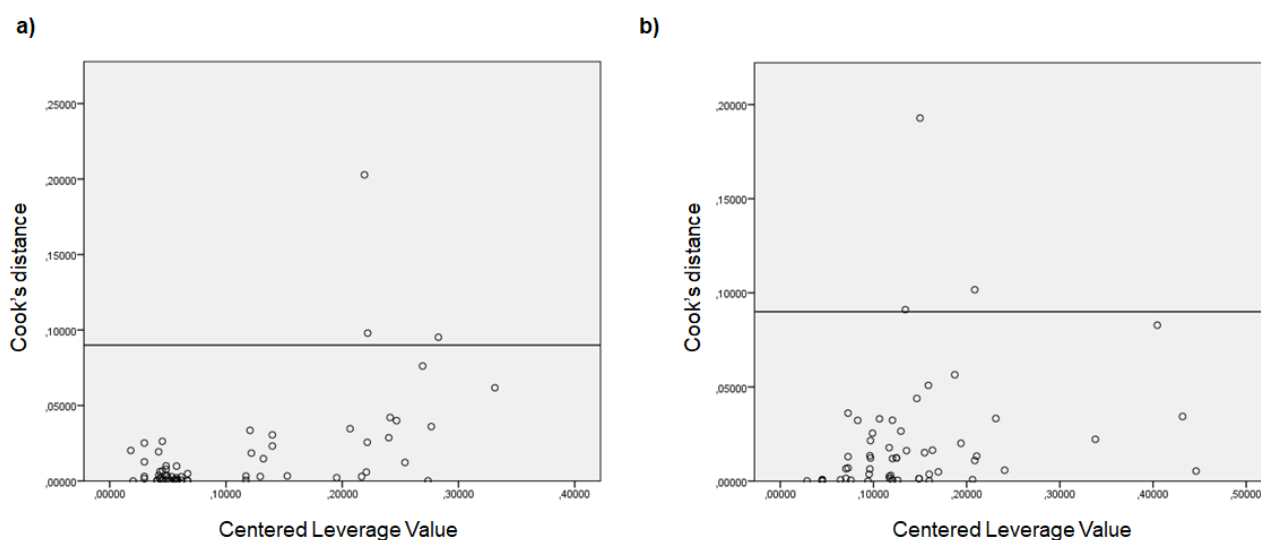 a)
Cook's distance
,25000
,20000
,15000
,10000
,05000
,00000
,00000 ,10000 ,20000 ,30000 ,40000
Centered Leverage Value
b)
Cook's distance
,20000
,15000
,10000
,05000
,00000
,00000 ,10000 ,20000 ,30000 ,40000 ,50000
Centered Leverage Value